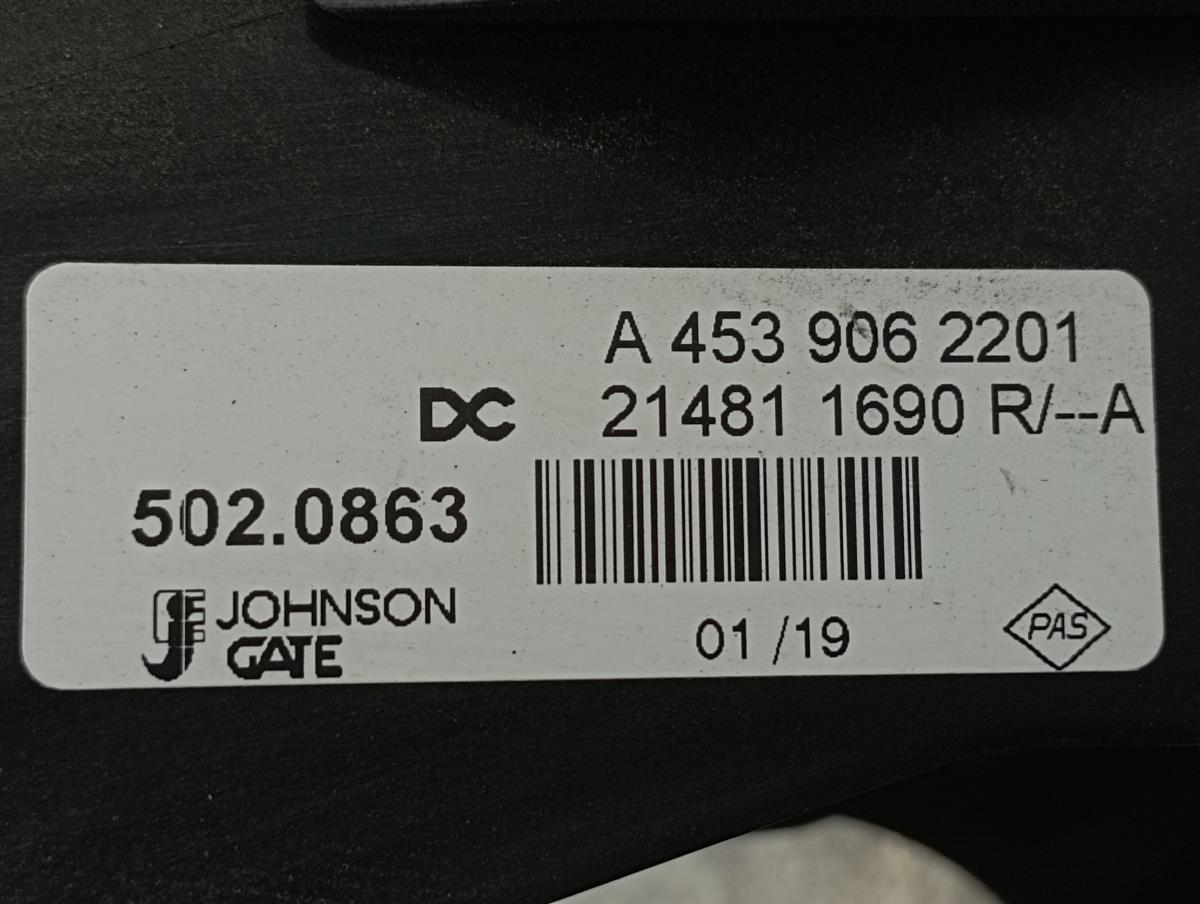 A 453 906 2201
DC 21481 1690 R/--A
502.0863
JOHNSON
GATE
01 /19
PAS